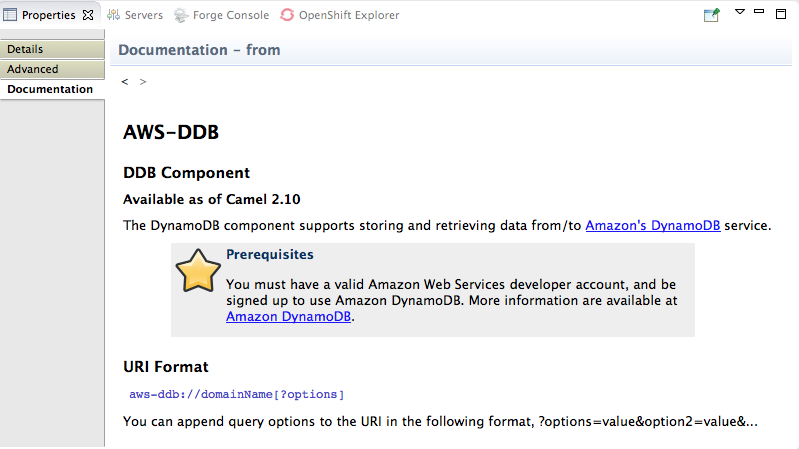 Properties Servers Forge Console OpenShift Explorer
Details
Advanced
Documentation
Documentation – from
< >
AWS-DDB
DDB Component
Available as of Camel 2.10
The DynamoDB component supports storing and retrieving data from/to Amazon's DynamoDB service.
Prerequisites
You must have a valid Amazon Web Services developer account, and be
signed up to use Amazon DynamoDB. More information are available at
Amazon DynamoDB.
URI Format
aws-ddb://domainName[?options]
You can append query options to the URI in the following format, ?options=value&option2=value&...